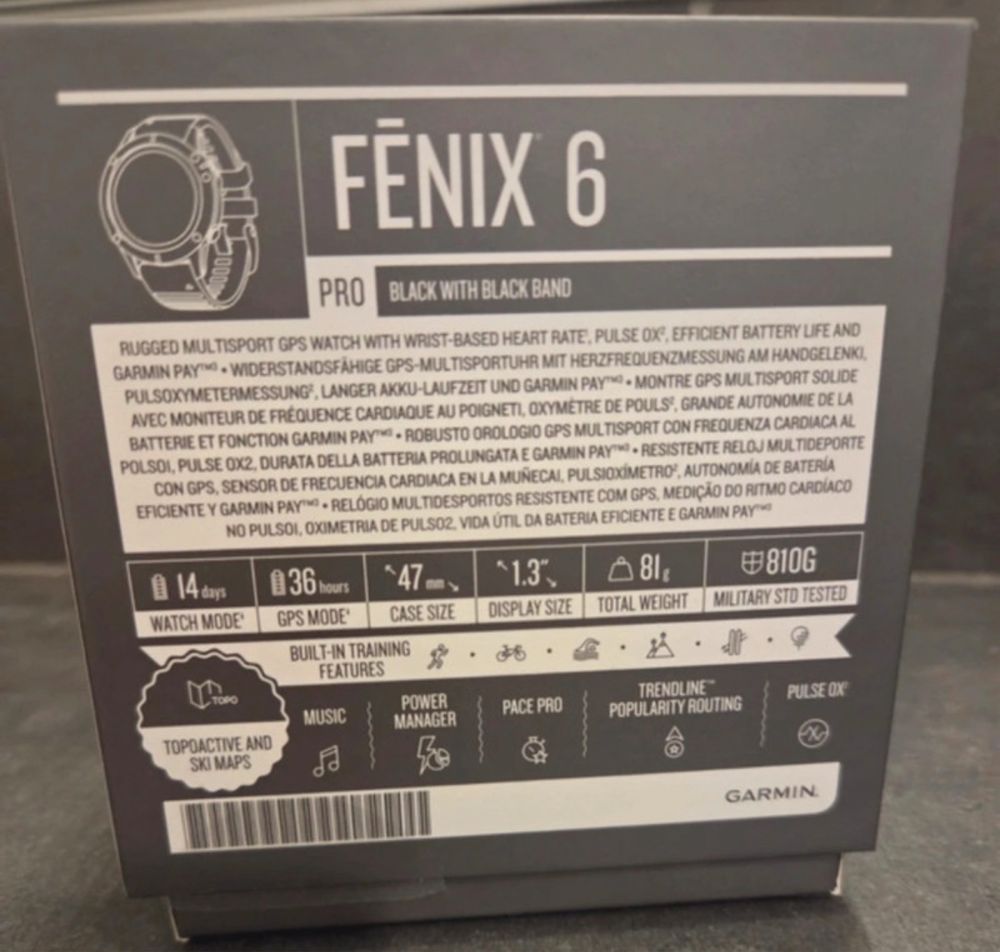 FĒNIX 6
PRO
BLACK WITH BLACK BAND
RUGGED MULTISPORT GPS WATCH WITH WRIST-BASED HEART RATE¹, PULSE OX², EFFICIENT BATTERY LIFE AND
GARMIN PAY™³ • WIDERSTANDSFÄHIGE GPS-MULTISPORTUHR MIT HERZFREQUENZMESSUNG AM HANDGELENK1,
PULSOXYMETERMESSUNG², LANGER AKKU-LAUFZEIT UND GARMIN PAY™³ • MONTRE GPS MULTISPORT SOLIDE
AVEC MONITEUR DE FRÉQUENCE CARDIAQUE AU POIGNET1, OXYMÈTRE DE POULS², GRANDE AUTONOMIE DE LA
BATTERIE ET FONCTION GARMIN PAY™³ • ROBUSTO OROLOGIO GPS MULTISPORT CON FREQUENZA CARDIACA AL
POLSO1, PULSE OX2, DURATA DELLA BATTERIA PROLUNGATA E GARMIN PAY™³ • RESISTENTE RELOJ MULTIDEPORTE
CON GPS, SENSOR DE FRECUENCIA CARDIACA EN LA MUÑECA1, PULSIOXÍMETRO², AUTONOMÍA DE BATERÍA
EFICIENTE Y GARMIN PAY™³ • RELÓGIO MULTIDESPORTOS RESISTENTE COM GPS, MEDIÇÃO DO RITMO CARDÍACO
NO PULSO1, OXIMETRIA DE PULSO2, VIDA ÚTIL DA BATERIA EFICIENTE E GARMIN PAY™³
14 days 36 hours 47 mm 1.3" 81 g 810G
WATCH MODE⁴ GPS MODE⁴ CASE SIZE DISPLAY SIZE TOTAL WEIGHT MILITARY STD TESTED
BUILT-IN TRAINING
FEATURES
TOPO
TOPOACTIVE AND
SKI MAPS
MUSIC
POWER
MANAGER
PACE PRO
TRENDLINE™
POPULARITY ROUTING
PULSE OX²
GARMIN.